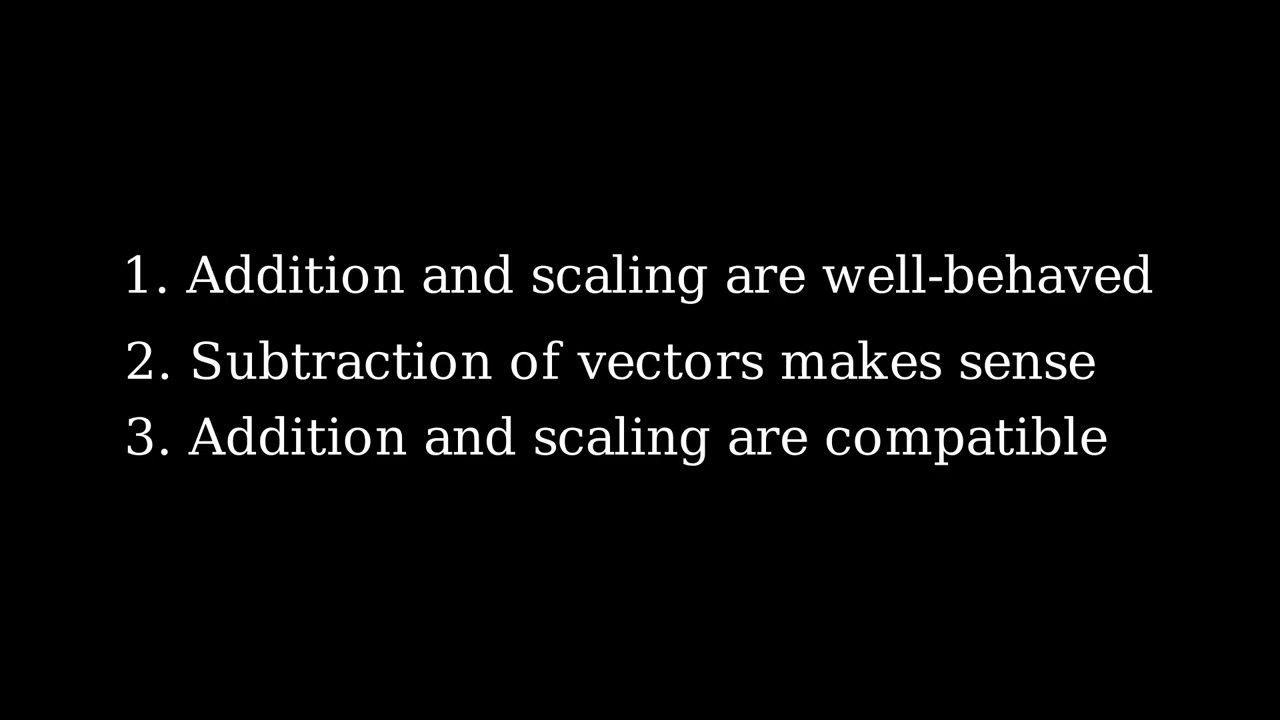 1. Addition and scaling are well-behaved
2. Subtraction of vectors makes sense
3. Addition and scaling are compatible